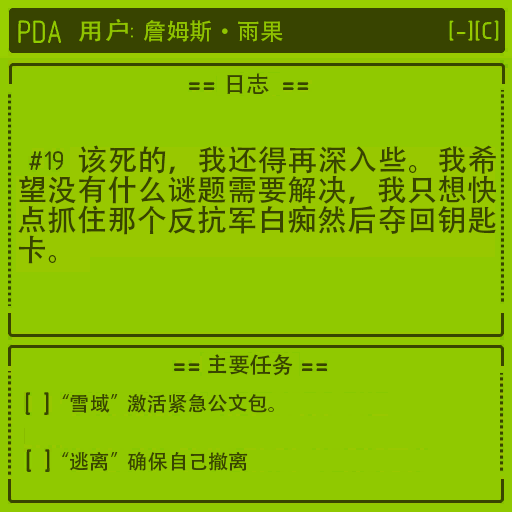 PDA 用户: 詹姆斯·雨果 [-][C]
== 日志 ==
#19 该死的，我还得再深入些。我希
望没有什么谜题需要解决，我只想快
点抓住那个反抗军白痴然后夺回钥匙
卡。
== 主要任务 ==
[ ] “雪域”激活紧急公文包。
[ ] “逃离”确保自己撤离